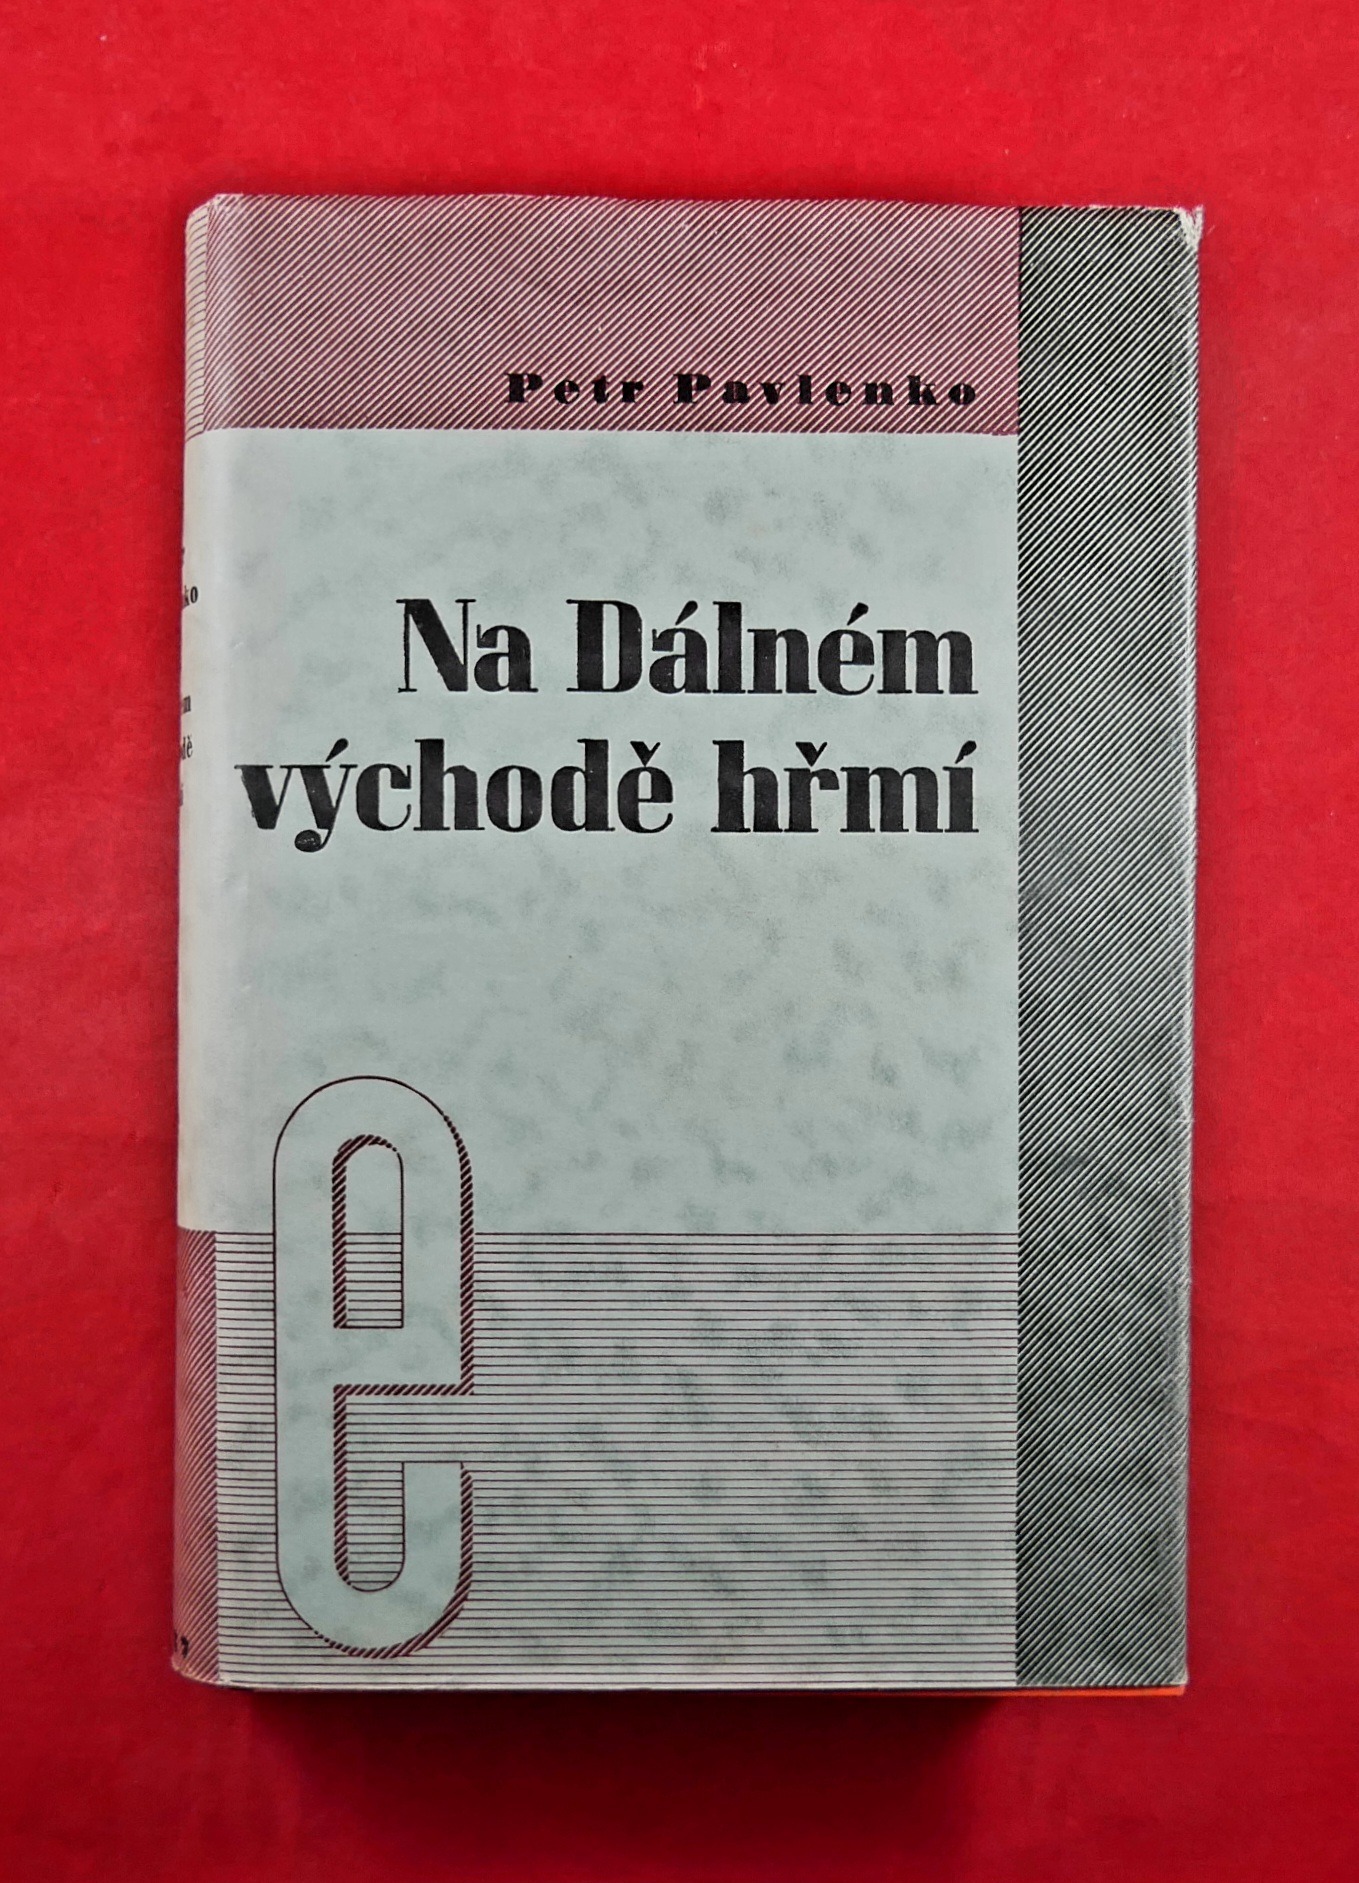 Petr Pavlenko
Na Dálném
východě hřmí
e